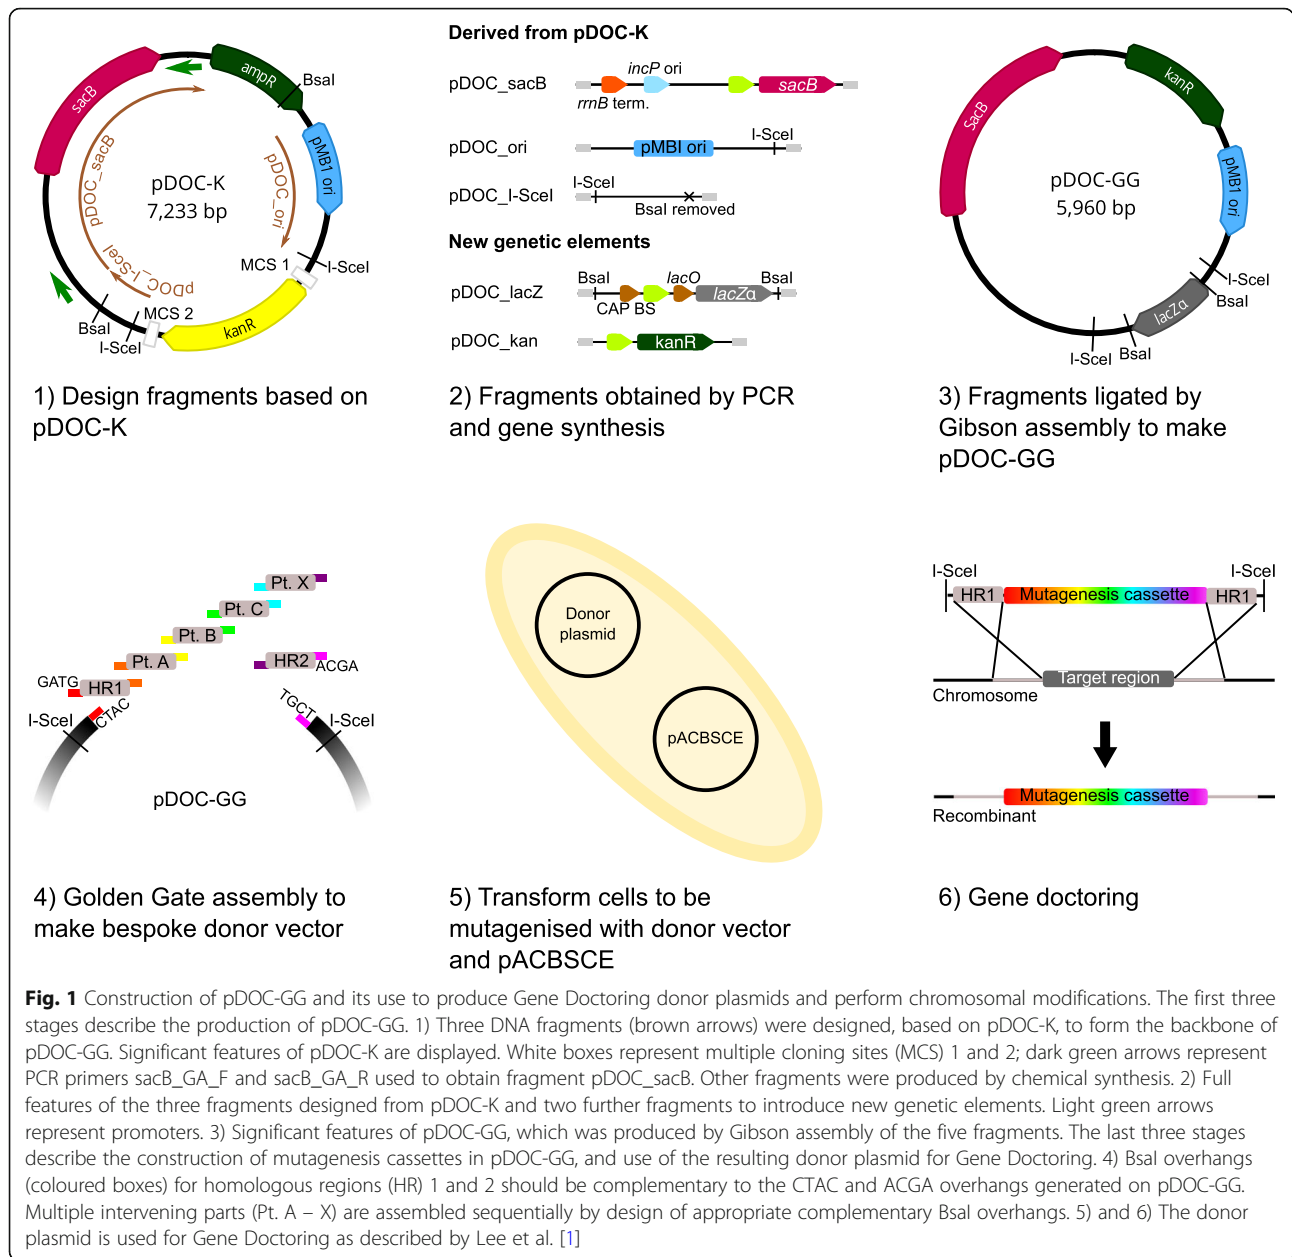 sacB
ampR
BsaI
pMB1 ori
pDOC_sacB
pDOC_ori
pDOC-K
7,233 bp
pDOC_I-SceI
MCS 1
I-SceI
MCS 2
kanR
BsaI
I-SceI
1) Design fragments based on
pDOC-K
Derived from pDOC-K
incP ori
pDOC_sacB
sacB
rrnB term.
I-SceI
pDOC_ori
pMBI ori
I-SceI
pDOC_I-SceI
BsaI removed
New genetic elements
BsaI
lacO
BsaI
pDOC_lacZ
lacZα
CAP BS
pDOC_kan
kanR
2) Fragments obtained by PCR
and gene synthesis
SacB
kanR
pMB1 ori
pDOC-GG
5,960 bp
I-SceI
BsaI
lacZα
I-SceI
BsaI
3) Fragments ligated by
Gibson assembly to make
pDOC-GG
Pt. X
Pt. C
Pt. B
Pt. A
HR2
ACGA
GATG
HR1
CTAC
TGCT
I-SceI
I-SceI
pDOC-GG
4) Golden Gate assembly to
make bespoke donor vector
Donor
plasmid
pACBSCE
5) Transform cells to be
mutagenised with donor vector
and pACBSCE
I-SceI
I-SceI
HR1
Mutagenesis cassette
HR1
Target region
Chromosome
Mutagenesis cassette
Recombinant
6) Gene doctoring
Fig. 1 Construction of pDOC-GG and its use to produce Gene Doctoring donor plasmids and perform chromosomal modifications. The first three
stages describe the production of pDOC-GG. 1) Three DNA fragments (brown arrows) were designed, based on pDOC-K, to form the backbone of
pDOC-GG. Significant features of pDOC-K are displayed. White boxes represent multiple cloning sites (MCS) 1 and 2; dark green arrows represent
PCR primers sacB_GA_F and sacB_GA_R used to obtain fragment pDOC_sacB. Other fragments were produced by chemical synthesis. 2) Full
features of the three fragments designed from pDOC-K and two further fragments to introduce new genetic elements. Light green arrows
represent promoters. 3) Significant features of pDOC-GG, which was produced by Gibson assembly of the five fragments. The last three stages
describe the construction of mutagenesis cassettes in pDOC-GG, and use of the resulting donor plasmid for Gene Doctoring. 4) BsaI overhangs
(coloured boxes) for homologous regions (HR) 1 and 2 should be complementary to the CTAC and ACGA overhangs generated on pDOC-GG.
Multiple intervening parts (Pt. A – X) are assembled sequentially by design of appropriate complementary BsaI overhangs. 5) and 6) The donor
plasmid is used for Gene Doctoring as described by Lee et al. [1]